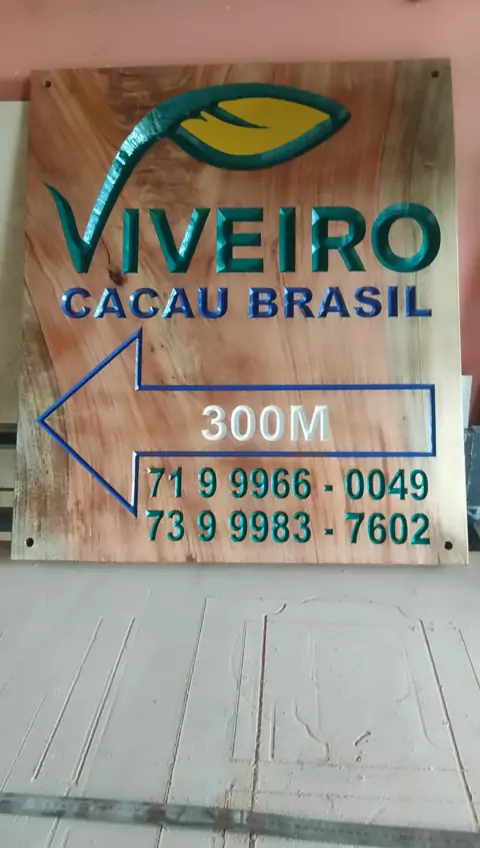 VIVEIRO
CACAU BRASIL
300M
71 9 9966 - 0049
73 9 9983 - 7602